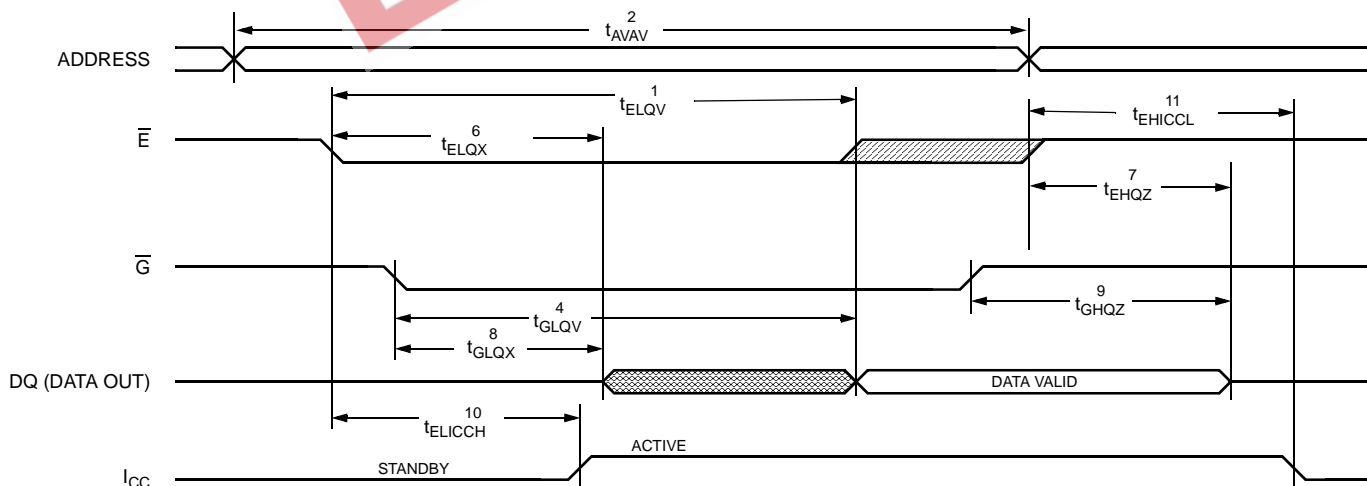 2
tAVAV
ADDRESS
1
tELQV
11
tEHICCL
E
6
tELQX
7
tEHQZ
G
9
tGHQZ
4
tGLQV
8
tGLQX
DQ (DATA OUT)
DATA VALID
10
tELICCH
ACTIVE
STANDBY
ICC